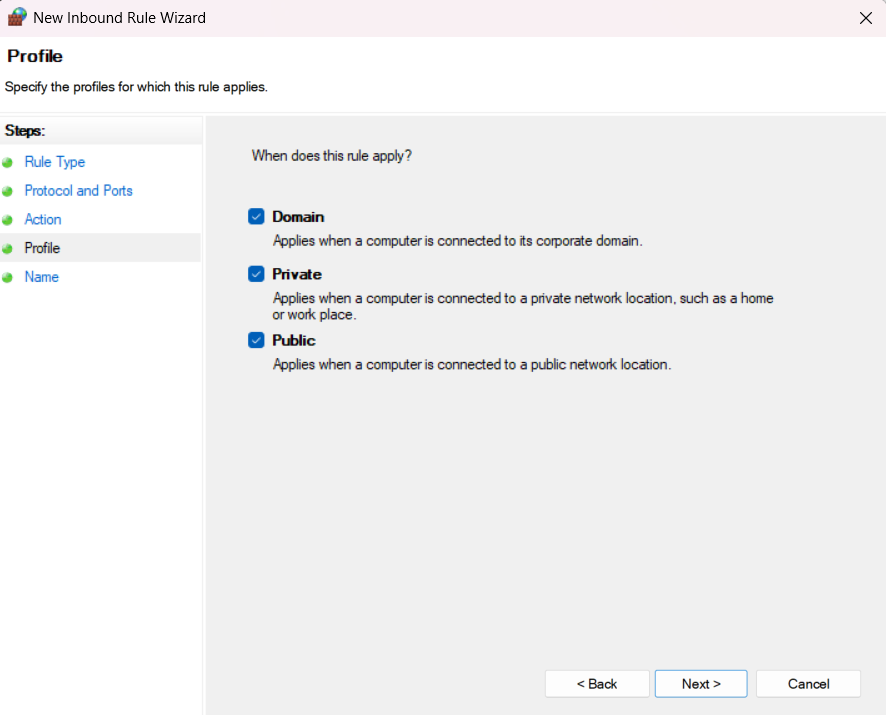 New Inbound Rule Wizard
Profile
Specify the profiles for which this rule applies.
Steps:
Rule Type
Protocol and Ports
Action
Profile
Name
When does this rule apply?
Domain
Applies when a computer is connected to its corporate domain.
Private
Applies when a computer is connected to a private network location, such as a home
or work place.
Public
Applies when a computer is connected to a public network location.
< Back
Next >
Cancel